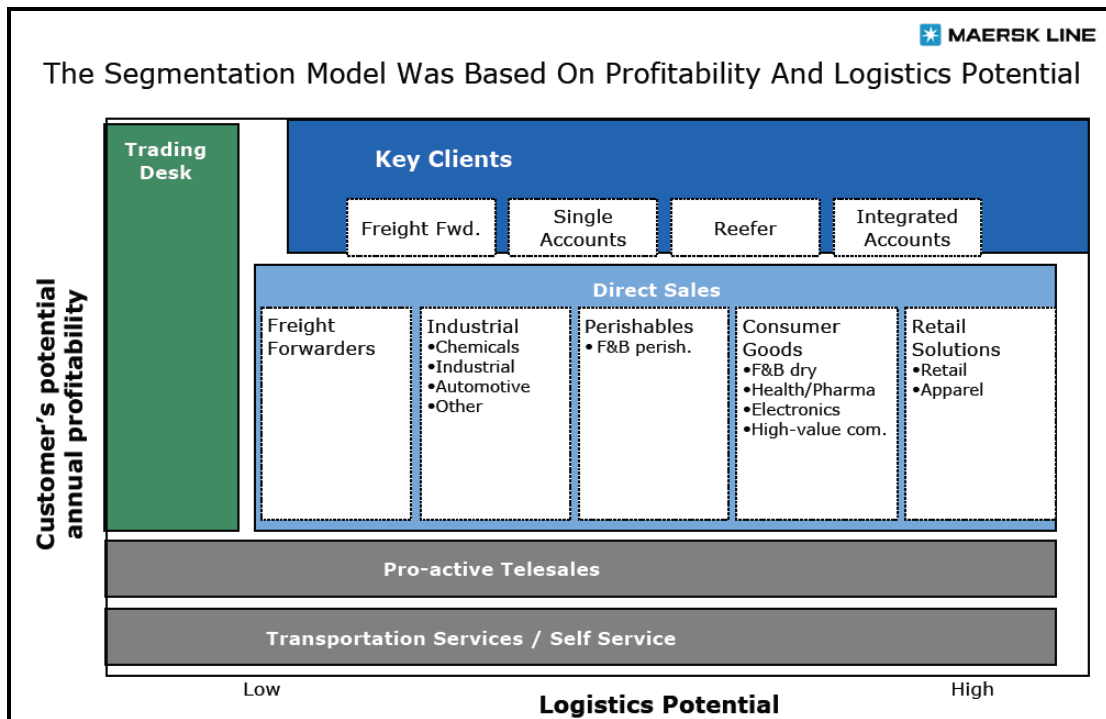 MAERSK LINE
The Segmentation Model Was Based On Profitability And Logistics Potential
Customer's potential
annual profitability
Trading
Desk
Key Clients
Freight Fwd.
Single
Accounts
Reefer
Integrated
Accounts
Direct Sales
Freight
Forwarders
Industrial
•Chemicals
•Industrial
•Automotive
•Other
Perishables
• F&B perish.
Consumer
Goods
•F&B dry
•Health/Pharma
•Electronics
•High-value com.
Retail
Solutions
•Retail
•Apparel
Pro-active Telesales
Transportation Services / Self Service
Low
High
Logistics Potential